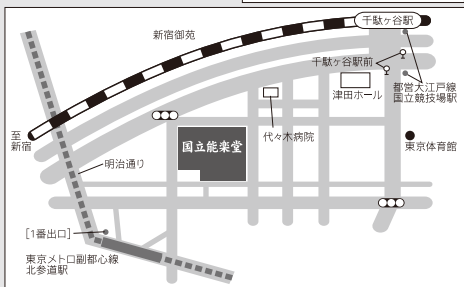 千駄ヶ谷駅
新宿御苑
千駄ヶ谷駅前
都営大江戸線
国立競技場駅
津田ホール
至
新宿
代々木病院
国立能楽堂
東京体育館
明治通り
[1番出口]
東京メトロ副都心線
北参道駅